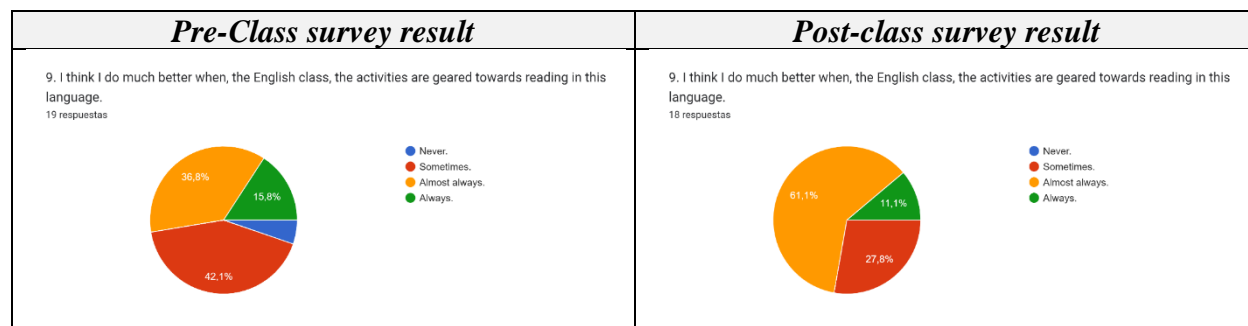 Pre-Class survey result
9. I think I do much better when, the English class, the activities are geared towards reading in this
language.
19 respuestas
Never.
Sometimes.
Almost always.
Always.
36,8%
15,8%
42,1%
Post-class survey result
9. I think I do much better when, the English class, the activities are geared towards reading in this
language.
18 respuestas
Never.
Sometimes.
Almost always.
Always.
61,1%
11,1%
27,8%